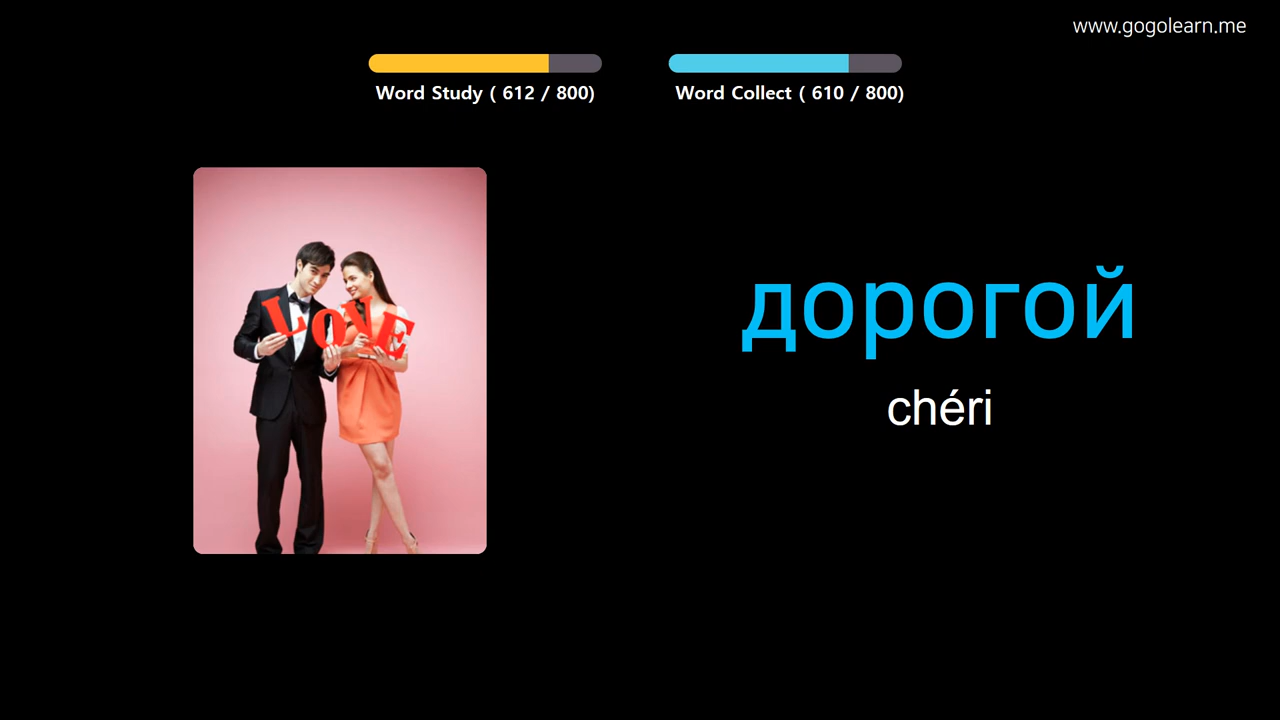 www.gogolearn.me
Word Study ( 612 / 800)
Word Collect ( 610 / 800)
LOVE
дорогой
chéri